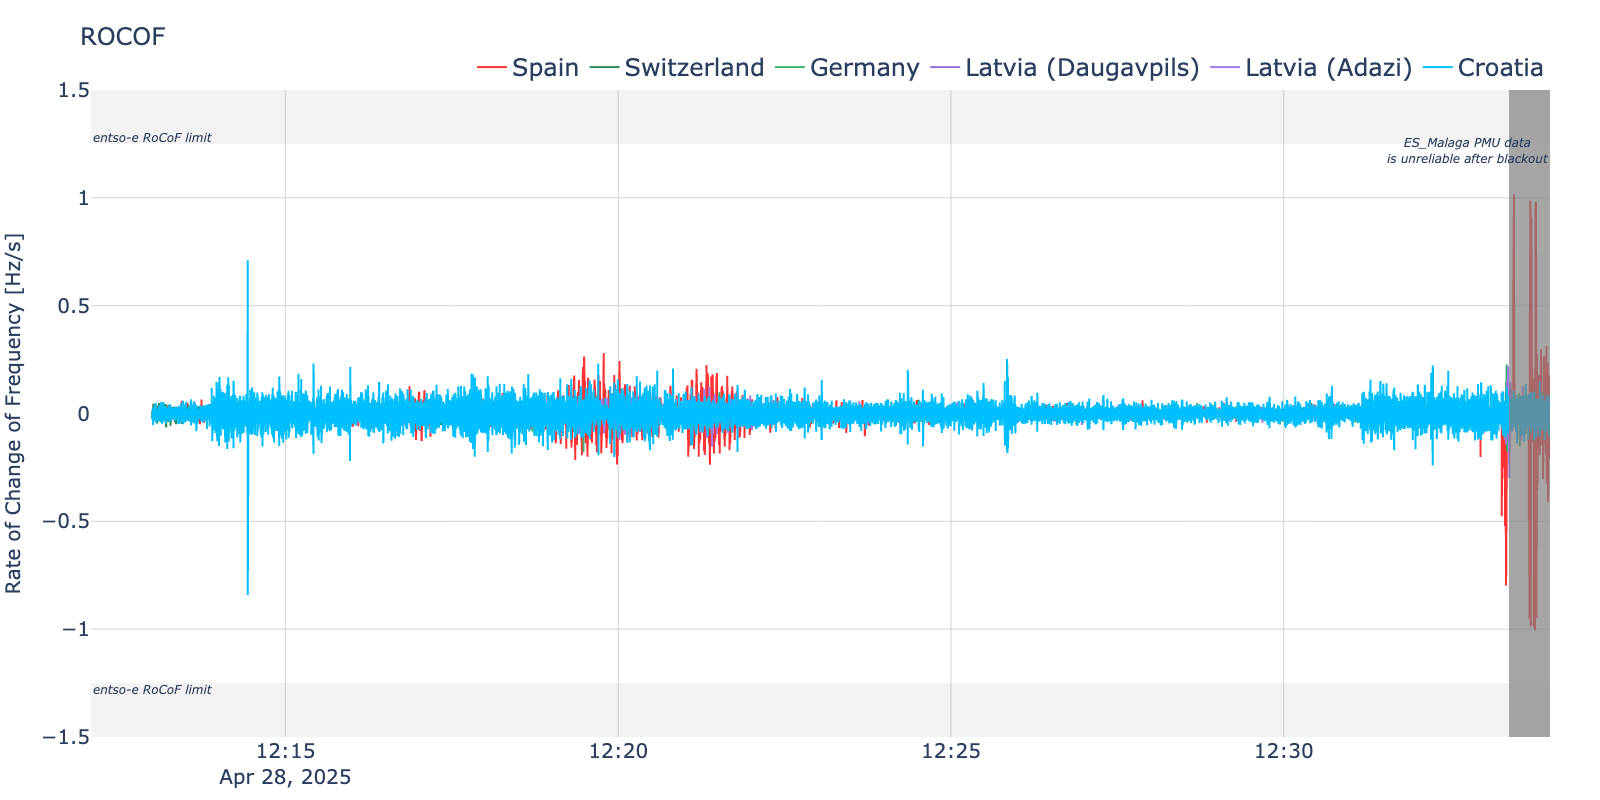 ROCOF
Spain Switzerland Germany Latvia (Daugavpils) Latvia (Adazi) Croatia
1.5
entso-e RoCoF limit
ES_Malaga PMU data
is unreliable after blackout
1
0.5
0
−0.5
−1
entso-e RoCoF limit
−1.5
Rate of Change of Frequency [Hz/s]
12:15 12:20 12:25 12:30
Apr 28, 2025